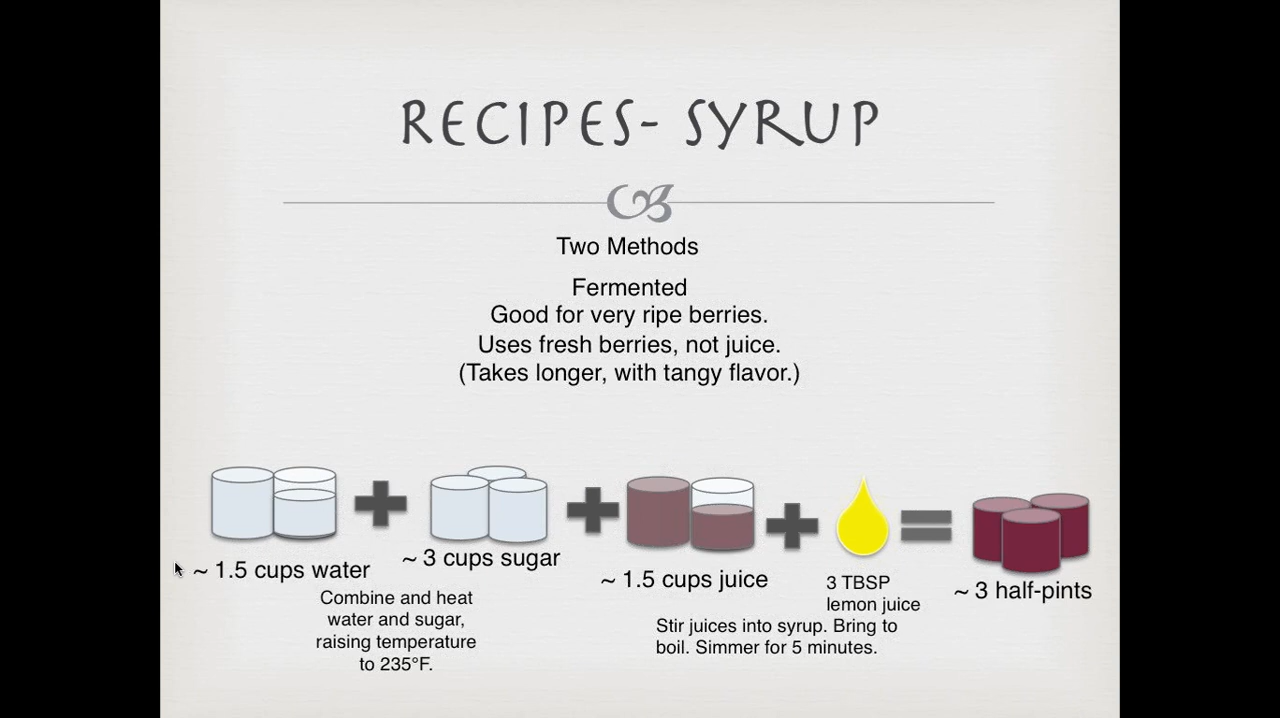 RECIPES- SYRUP
Two Methods
Fermented
Good for very ripe berries.
Uses fresh berries, not juice.
(Takes longer, with tangy flavor.)
~ 1.5 cups water
~ 3 cups sugar
Combine and heat
water and sugar,
raising temperature
to 235°F.
~ 1.5 cups juice
3 TBSP
lemon juice
Stir juices into syrup. Bring to
boil. Simmer for 5 minutes.
~ 3 half-pints